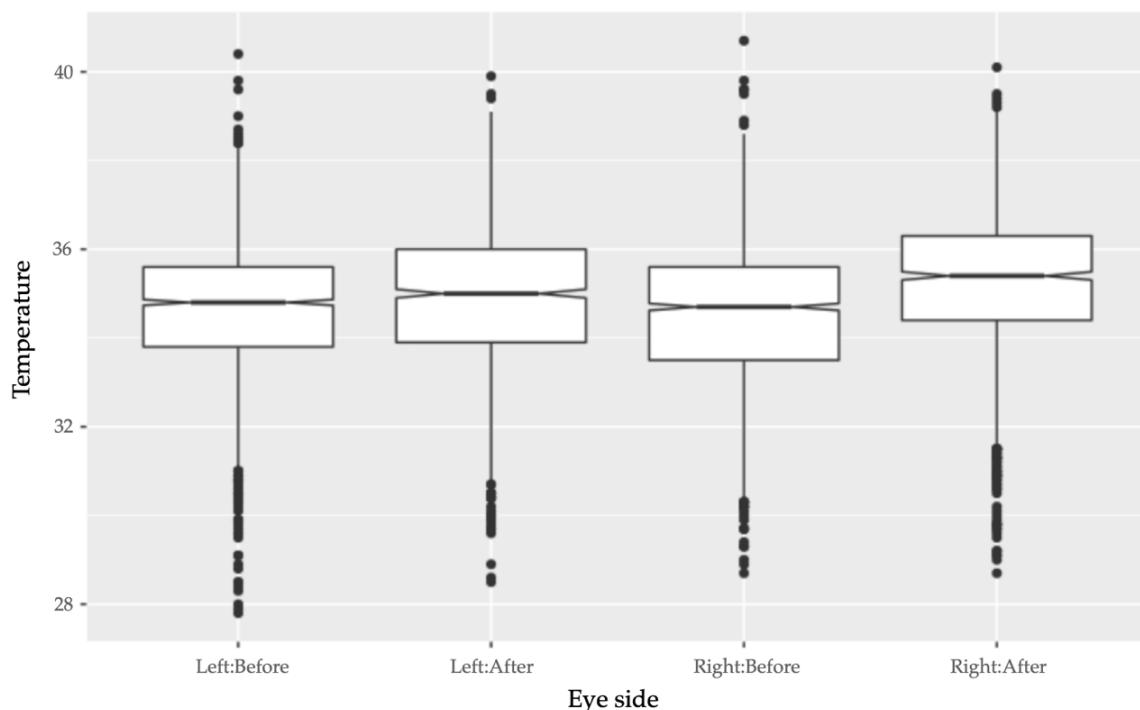 Temperature
40
36
32
28
Left:Before
Left:After
Right:Before
Right:After
Eye side